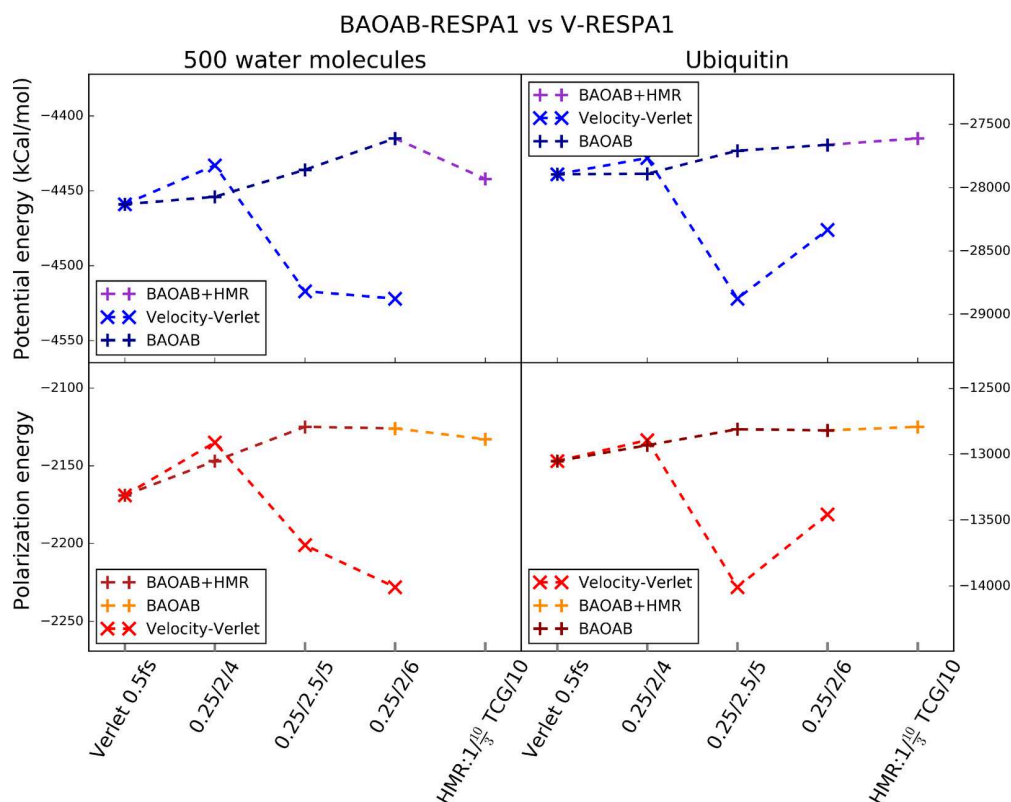 BAOAB-RESPA1 vs V-RESPA1
500 water molecules
Ubiquitin
Potential energy (kCal/mol)
−4400
−4450
−4500
−4550
BAOAB+HMR
Velocity-Verlet
BAOAB
BAOAB+HMR
Velocity-Verlet
BAOAB
−27500
−28000
−28500
−29000
Polarization energy
−2100
−2150
−2200
−2250
BAOAB+HMR
BAOAB
Velocity-Verlet
Velocity-Verlet
BAOAB+HMR
BAOAB
−12500
−13000
−13500
−14000
Verlet 0.5fs
0.25/2/4
0.25/2.5/5
0.25/2/6
HMR:1/10/3 TCG/10
Verlet 0.5fs
0.25/2/4
0.25/2.5/5
0.25/2/6
HMR:1/10/3 TCG/10